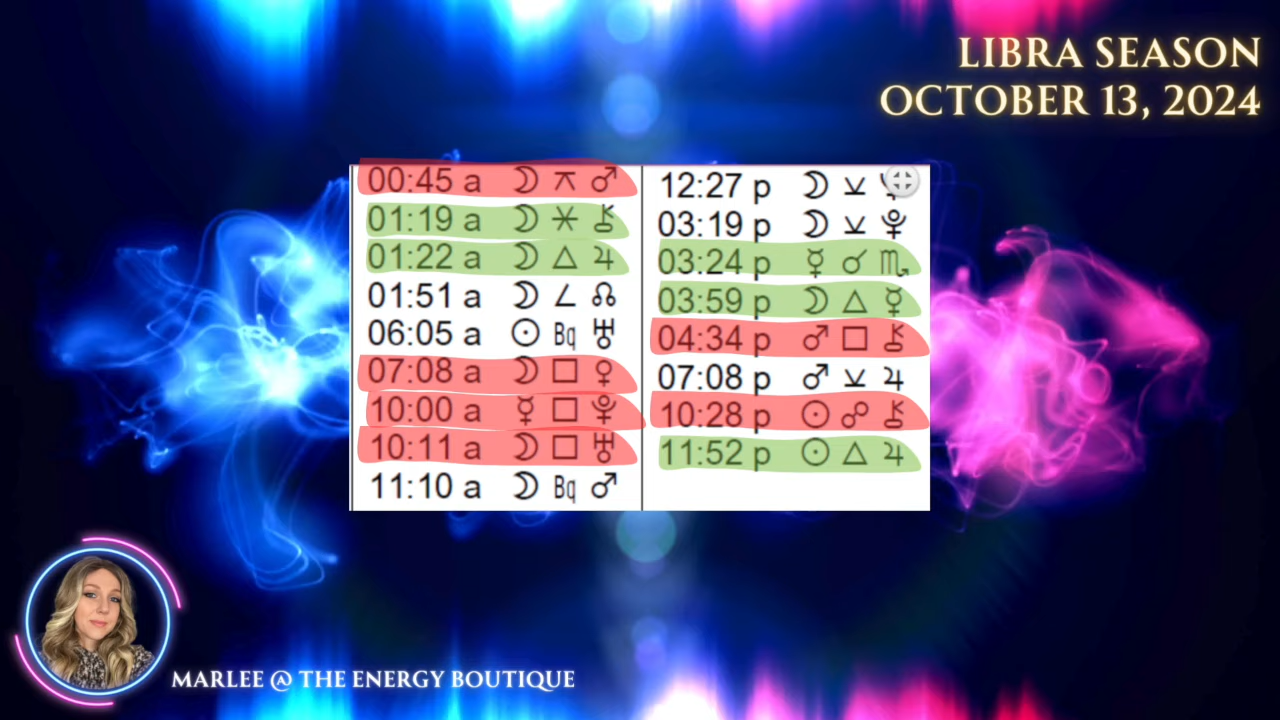 LIBRA SEASON
OCTOBER 13, 2024
00:45 a ☽ ⚻ ♂
01:19 a ☽ ⚹ ⚷
01:22 a ☽ △ ♃
01:51 a ☽ ∠ ☊
06:05 a ☉ Bq ♅
07:08 a ☽ □ ♀
10:00 a ☿ □ ♇
10:11 a ☽ □ ♅
11:10 a ☽ Bq ♂
12:27 p ☽ ⚺
03:19 p ☽ ⚺ ♇
03:24 p ☿ ☌ ♏
03:59 p ☽ △ ☿
04:34 p ♂ □ ⚷
07:08 p ♂ ⚺ ♃
10:28 p ☉ ☍ ⚷
11:52 p ☉ △ ♃
MARLEE @ THE ENERGY BOUTIQUE